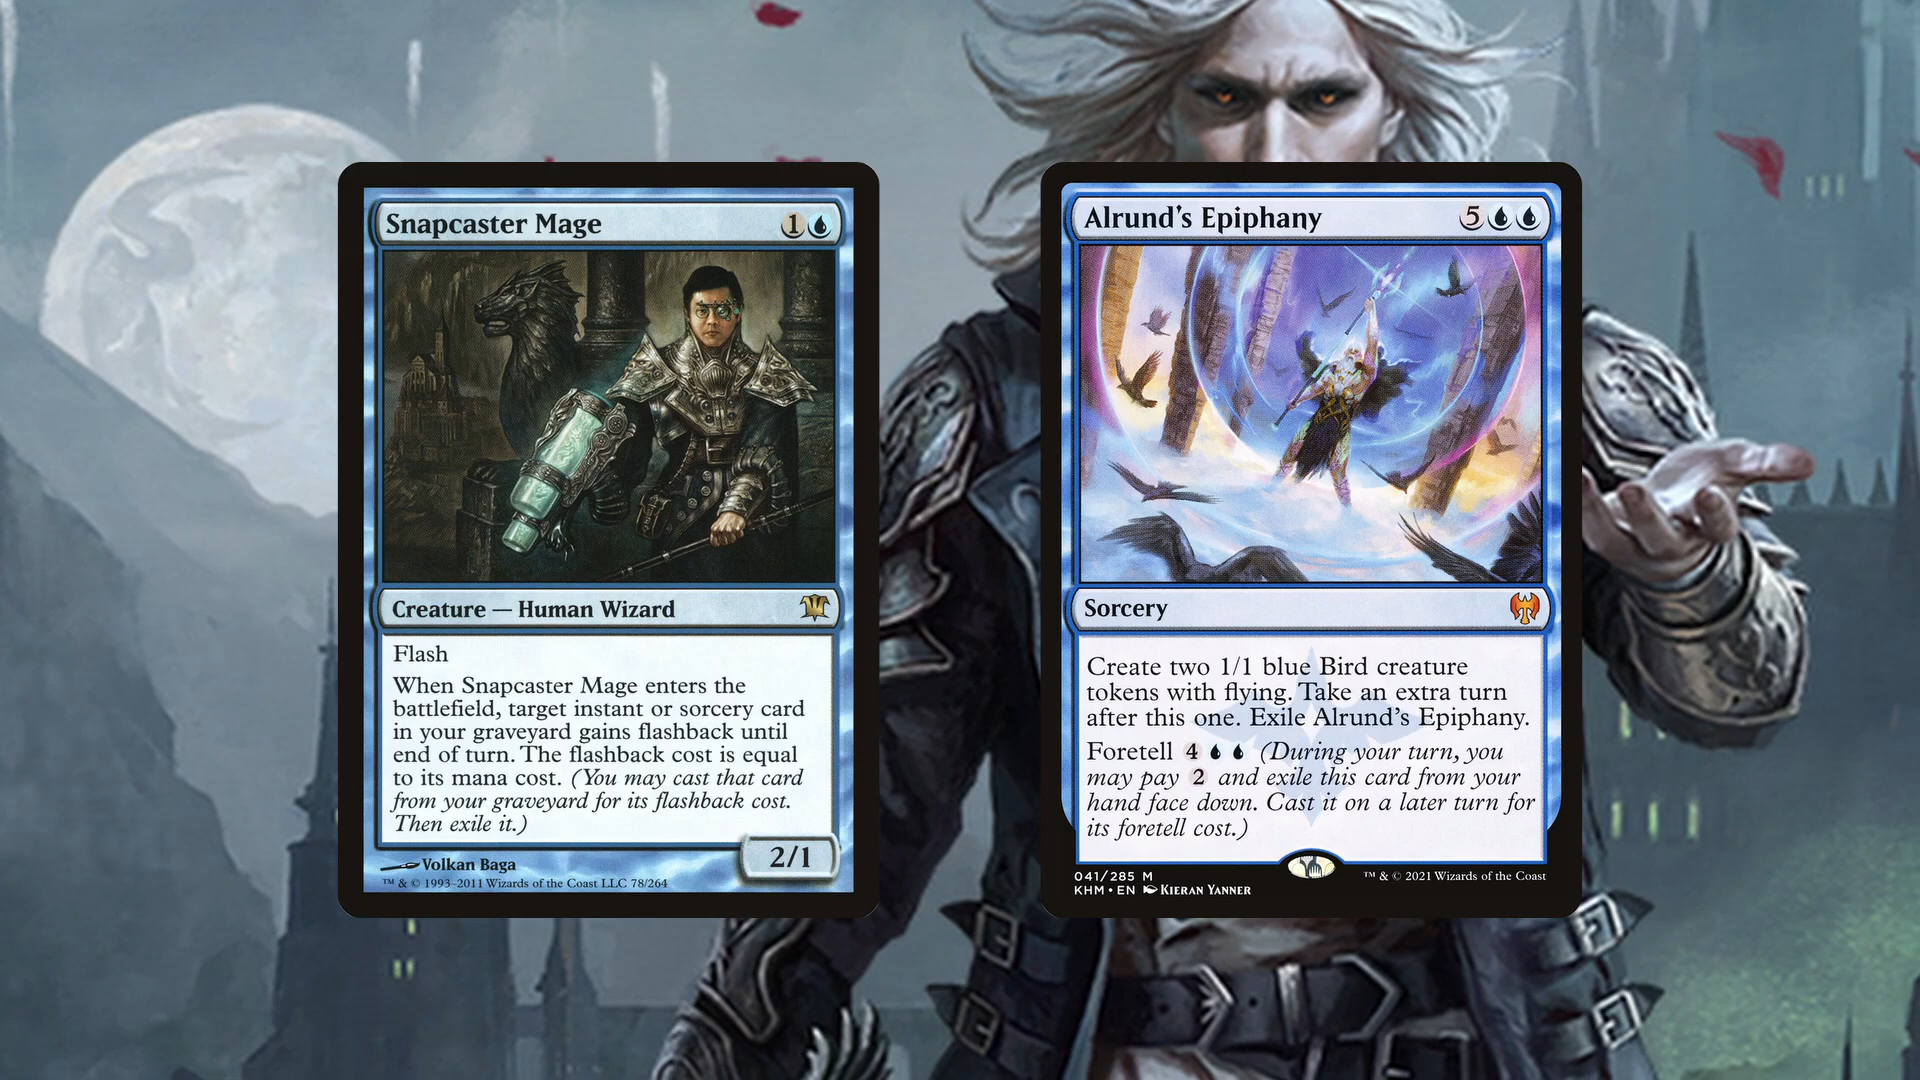 Snapcaster Mage 1
Creature — Human Wizard
Flash
When Snapcaster Mage enters the
battlefield, target instant or sorcery card
in your graveyard gains flashback until
end of turn. The flashback cost is equal
to its mana cost. (You may cast that card
from your graveyard for its flashback cost.
Then exile it.)
2/1
Volkan Baga
™ & © 1993–2011 Wizards of the Coast LLC 78/264
Alrund's Epiphany 5
Sorcery
Create two 1/1 blue Bird creature
tokens with flying. Take an extra turn
after this one. Exile Alrund's Epiphany.
Foretell 4 (During your turn, you
may pay 2 and exile this card from your
hand face down. Cast it on a later turn for
its foretell cost.)
041/285 M
KHM • EN Kieran Yanner
™ & © 2021 Wizards of the Coast